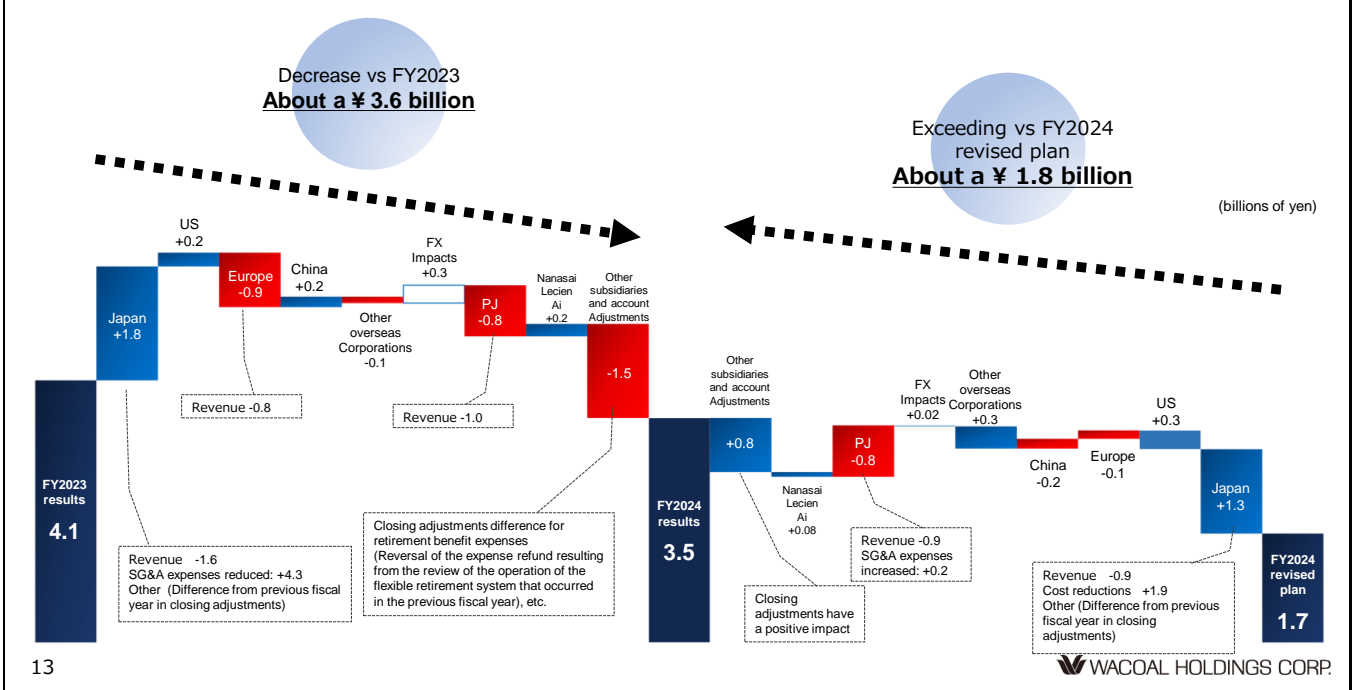 Decrease vs FY2023
About a ¥ 3.6 billion
Exceeding vs FY2024
revised plan
About a ¥ 1.8 billion
(billions of yen)
FY2023
results
4.1
Japan
+1.8
US
+0.2
Europe
-0.9
China
+0.2
Other
overseas
Corporations
-0.1
FX
Impacts
+0.3
PJ
-0.8
Nanasai
Lecien
Ai
+0.2
Other
subsidiaries
and account
Adjustments
-1.5
Revenue -0.8
Revenue -1.0
Revenue -1.6
SG&A expenses reduced: +4.3
Other (Difference from previous fiscal
year in closing adjustments)
Closing adjustments difference for
retirement benefit expenses
(Reversal of the expense refund resulting
from the review of the operation of the
flexible retirement system that occurred
in the previous fiscal year), etc.
FY2024
results
3.5
Other
subsidiaries
and account
Adjustments
+0.8
Nanasai
Lecien
Ai
+0.08
PJ
-0.8
FX
Impacts
+0.02
Other
overseas
Corporations
+0.3
China
-0.2
Europe
-0.1
US
+0.3
Japan
+1.3
Closing
adjustments have
a positive impact
Revenue -0.9
SG&A expenses
increased: +0.2
Revenue -0.9
Cost reductions +1.9
Other (Difference from previous
fiscal year in closing
adjustments)
FY2024
revised
plan
1.7
13
WACOAL HOLDINGS CORP.